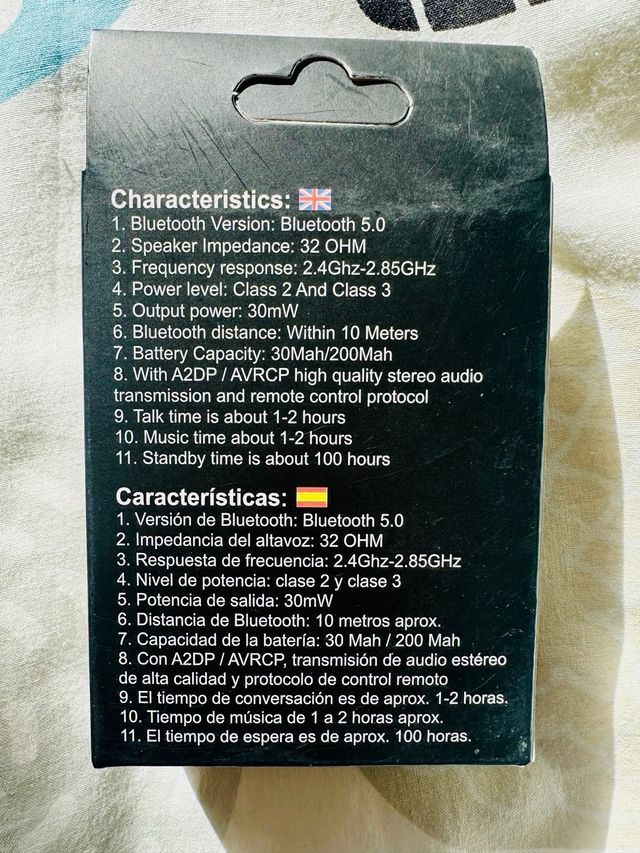 Characteristics:
1. Bluetooth Version: Bluetooth 5.0
2. Speaker Impedance: 32 OHM
3. Frequency response: 2.4Ghz-2.85GHz
4. Power level: Class 2 And Class 3
5. Output power: 30mW
6. Bluetooth distance: Within 10 Meters
7. Battery Capacity: 30Mah/200Mah
8. With A2DP / AVRCP high quality stereo audio
transmission and remote control protocol
9. Talk time is about 1-2 hours
10. Music time about 1-2 hours
11. Standby time is about 100 hours
Características:
1. Versión de Bluetooth: Bluetooth 5.0
2. Impedancia del altavoz: 32 OHM
3. Respuesta de frecuencia: 2.4Ghz-2.85GHz
4. Nivel de potencia: clase 2 y clase 3
5. Potencia de salida: 30mW
6. Distancia de Bluetooth: 10 metros aprox.
7. Capacidad de la batería: 30 Mah / 200 Mah
8. Con A2DP / AVRCP, transmisión de audio estéreo
de alta calidad y protocolo de control remoto
9. El tiempo de conversación es de aprox. 1-2 horas.
10. Tiempo de música de 1 a 2 horas aprox.
11. El tiempo de espera es de aprox. 100 horas.